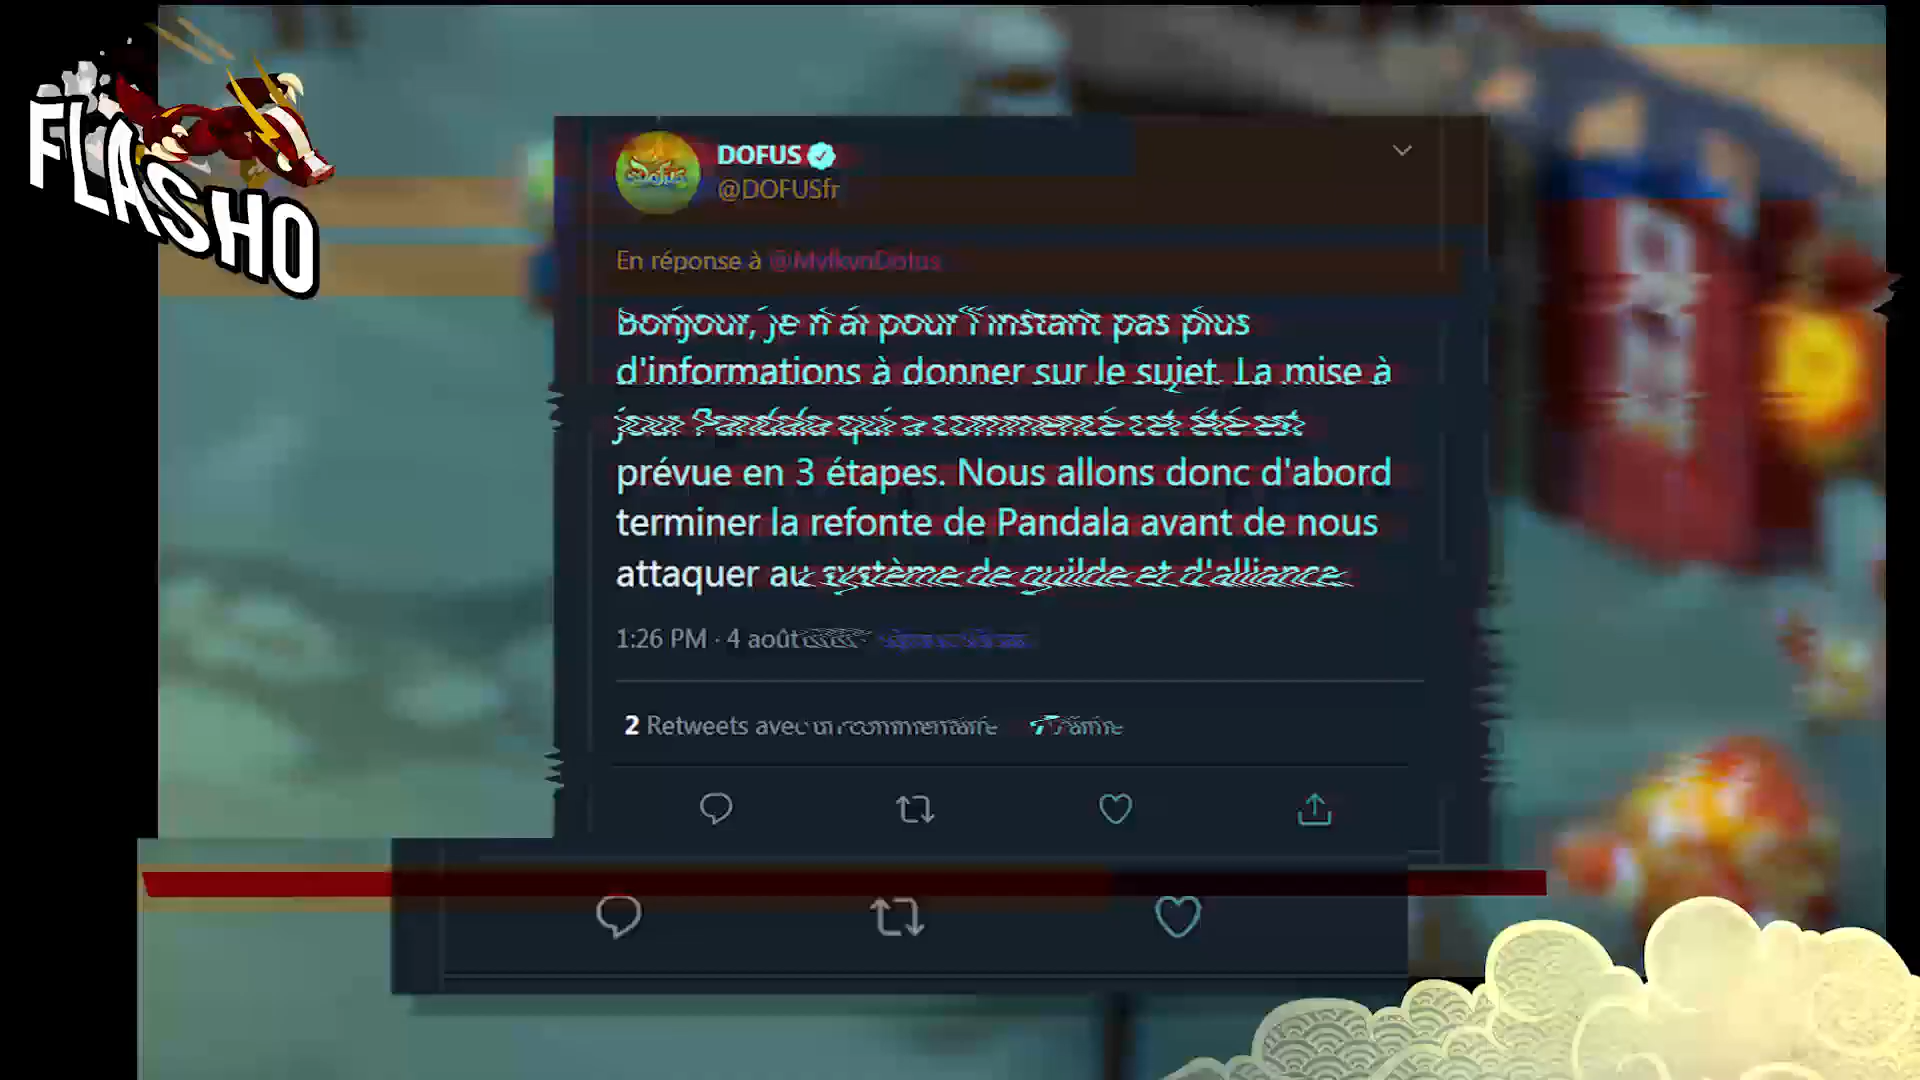 FLASHO
DOFUS
@DOFUSfr
En réponse à @MylkynDofus
Bonjour, je n'ai pour l'instant pas plus
d'informations à donner sur le sujet. La mise à
jour Pandala qui a commencé cet été est
prévue en 3 étapes. Nous allons donc d'abord
terminer la refonte de Pandala avant de nous
attaquer au système de guilde et d'alliance.
1:26 PM · 4 août
2 Retweets avec un commentaire J'aime